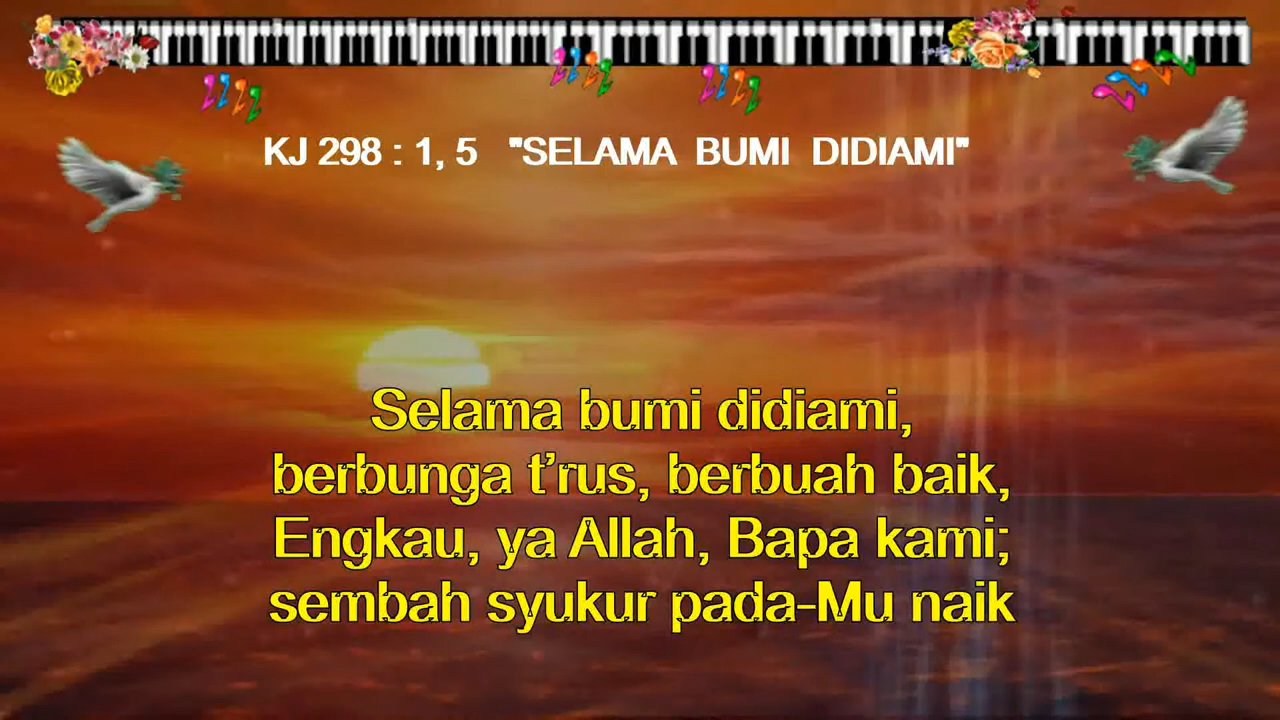 KJ 298 : 1, 5 "SELAMA BUMI DIDIAMI"
Selama bumi didiami,
berbunga t'rus, berbuah baik,
Engkau, ya Allah, Bapa kami;
sembah syukur pada-Mu naik